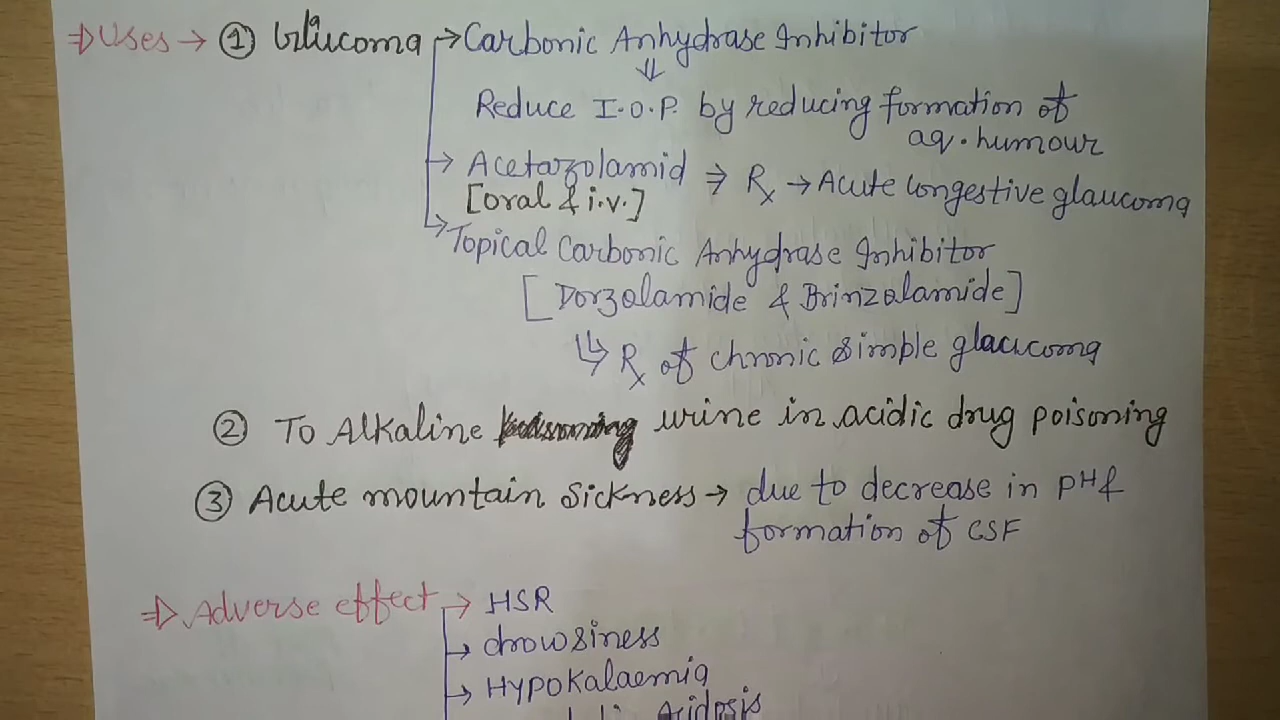 ⇒ Uses → ① Glaucoma → Carbonic Anhydrase Inhibitor
⇓
Reduce I.O.P. by reducing formation of
aq. humour
→ Acetazolamid ⇒ Rx → Acute Congestive glaucoma
[oral & i.v.]
→ Topical Carbonic Anhydrase Inhibitor
[Dorzolamide & Brinzolamide]
↳ Rx of chronic simple glaucoma
② To Alkaline urine in acidic drug poisoning
③ Acute mountain Sickness → due to decrease in pH &
formation of CSF
⇒ Adverse effect → HSR
→ drowsiness
→ Hypokalaemia
Acidosis